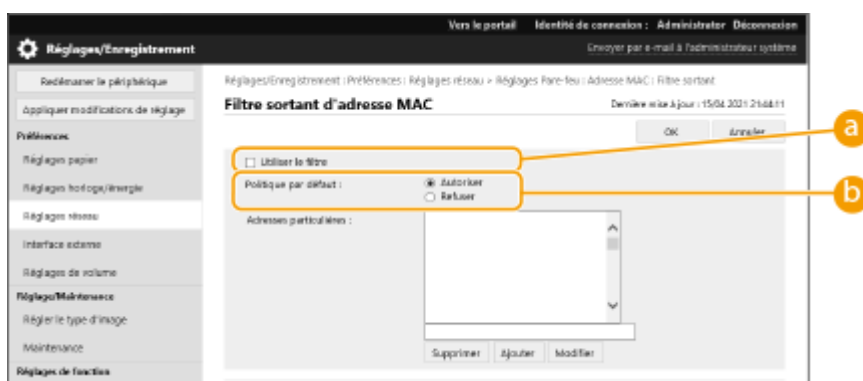 Vers le portail Identité de connexion : Administrator Déconnexion
Réglages/Enregistrement
Envoyer par e-mail à l'administrateur système
Redémarrer le périphérique
Appliquer modifications de réglage
Réglages/Enregistrement : Préférences : Réglages réseau > Réglages Pare-feu : Adresse MAC : Filtre sortant
Filtre sortant d'adresse MAC
Dernière mise à jour : 15/04 2021 21:44:11
OK Annuler
a
Préférences
Réglages papier
Réglages horloge/énergie
Réglages réseau
Interface externe
Réglages de volume
Réglage/Maintenance
Régler le type d'image
Maintenance
Réglages de fonction
Utiliser le filtre
Politique par défaut :
Autoriser
Refuser
b
Adresses particulières :
Supprimer Ajouter Modifier